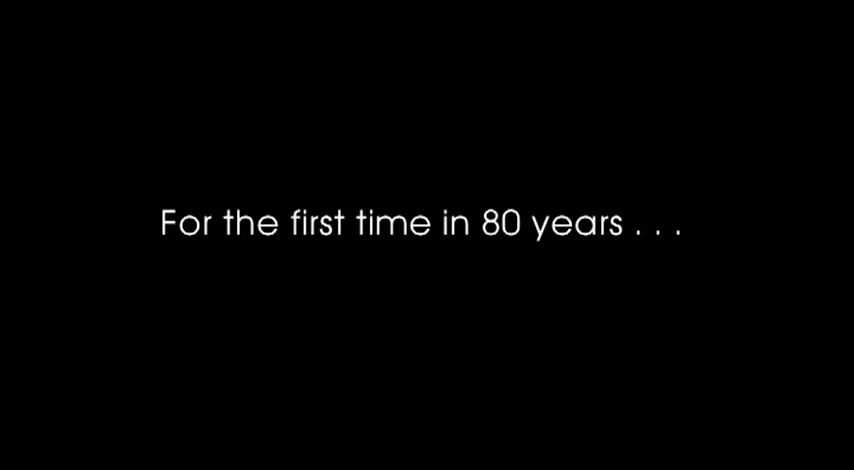 For the first time in 80 years . . .